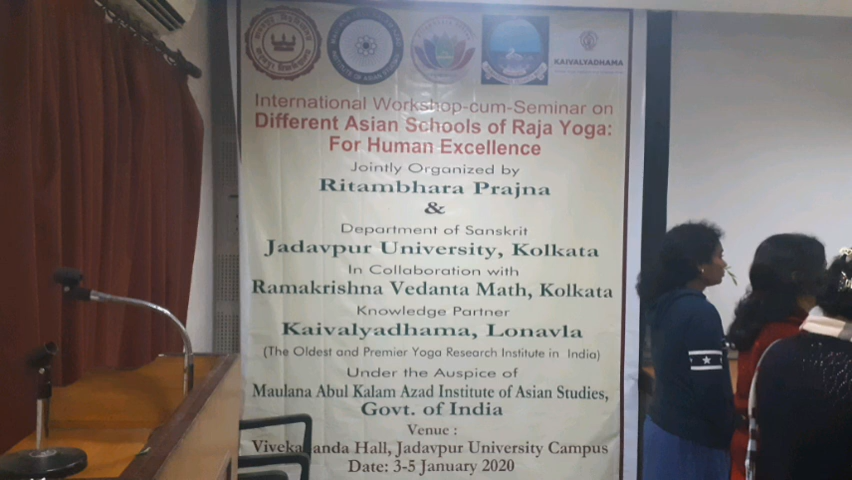 KAIVALYADHAMA
International Workshop-cum-Seminar on
Different Asian Schools of Raja Yoga:
For Human Excellence
Jointly Organized by
Ritambhara Prajna
&
Department of Sanskrit
Jadavpur University, Kolkata
In Collaboration with
Ramakrishna Vedanta Math, Kolkata
Knowledge Partner
Kaivalyadhama, Lonavla
(The Oldest and Premier Yoga Research Institute in India)
Under the Auspice of
Maulana Abul Kalam Azad Institute of Asian Studies,
Govt. of India
Venue :
Vivekananda Hall, Jadavpur University Campus
Date: 3-5 January 2020